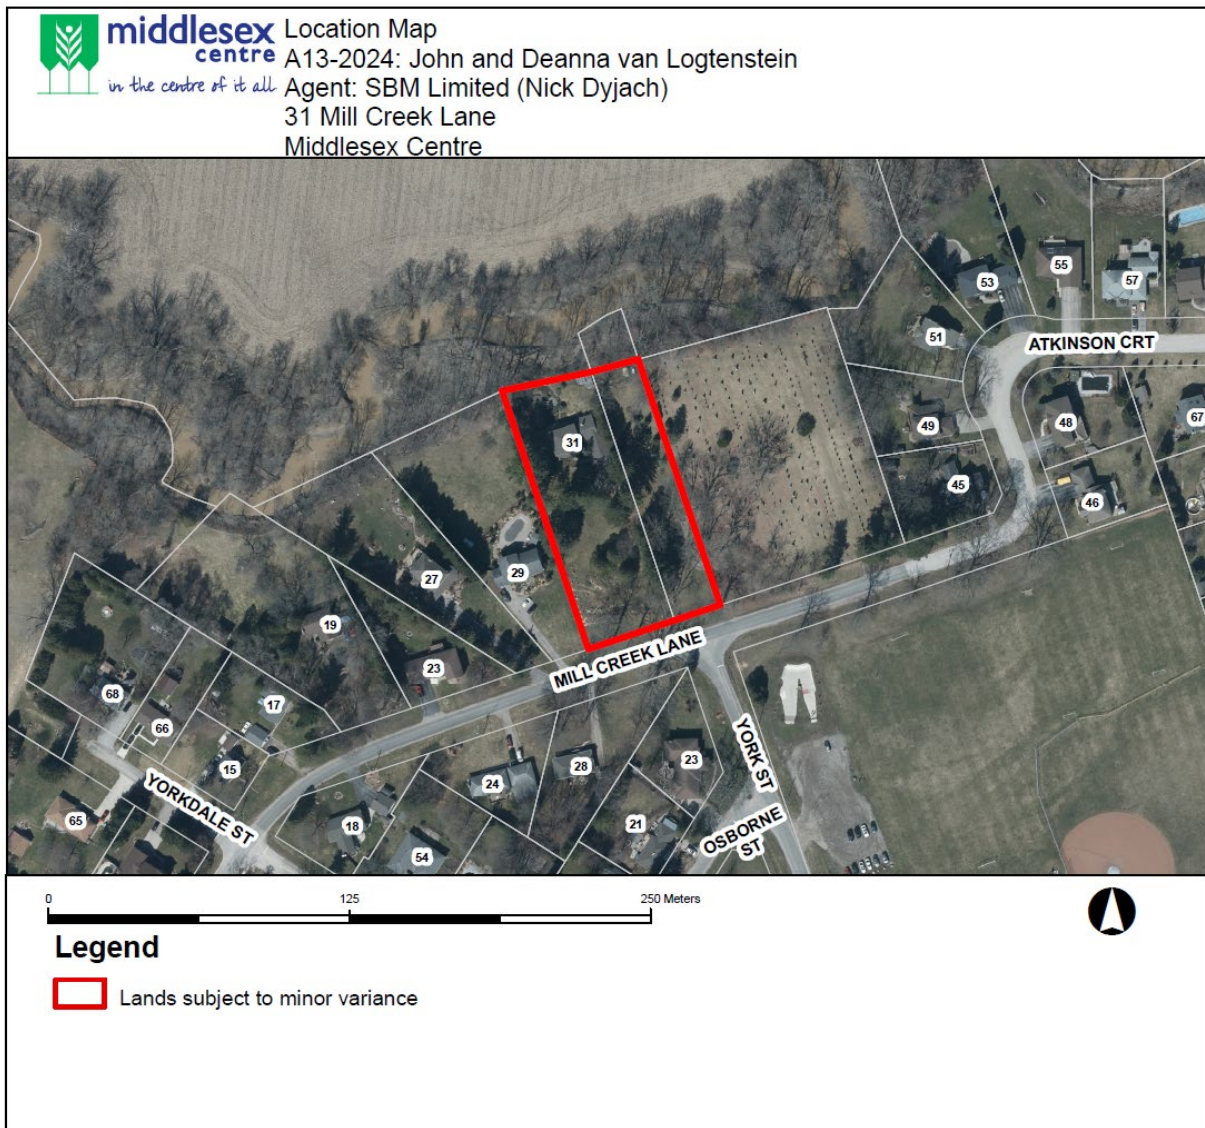 middlesex
centre
in the centre of it all
Location Map
A13-2024: John and Deanna van Logtenstein
Agent: SBM Limited (Nick Dyjach)
31 Mill Creek Lane
Middlesex Centre
55
53
57
51
ATKINSON CRT
31
49
48
67
45
46
29
27
19
23
MILL CREEK LANE
68
17
66
15
YORK ST
23
28
24
YORKDALE ST
65
18
54
21
OSBORNE
ST
0
125
250 Meters
Legend
Lands subject to minor variance